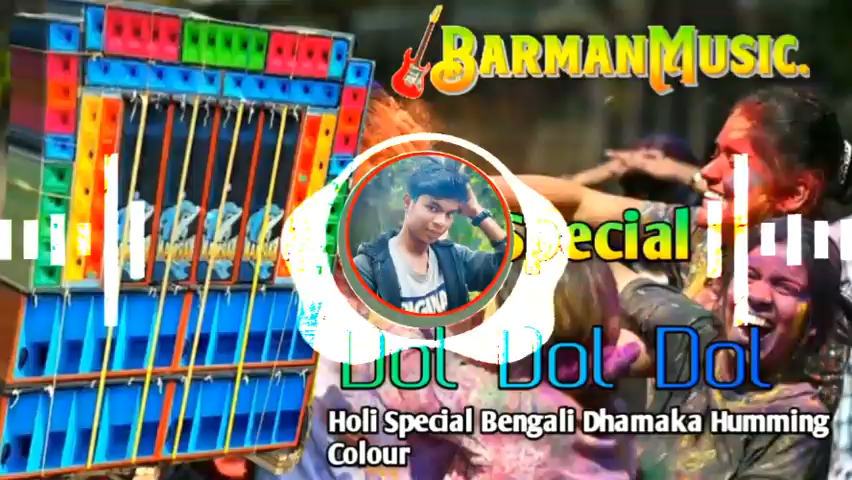 BARMANMUSIC.
Special
Dol Dol Dol
Holi Special Bengali Dhamaka Humming
Colour